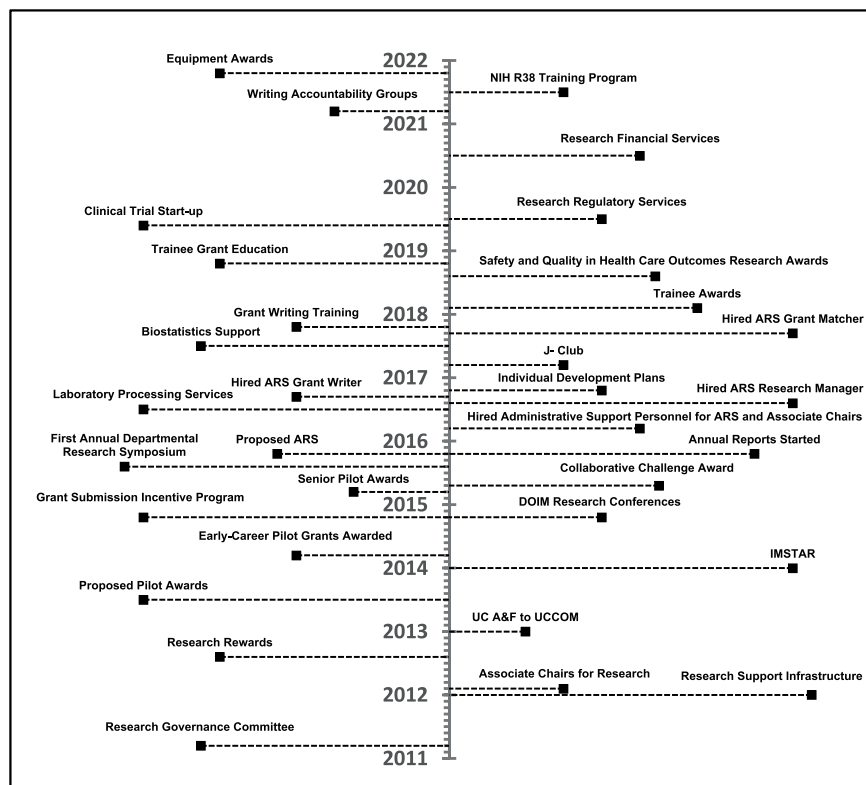 2022
Equipment Awards
NIH R38 Training Program
Writing Accountability Groups
2021
Research Financial Services
2020
Research Regulatory Services
Clinical Trial Start-up
2019
Trainee Grant Education
Safety and Quality in Health Care Outcomes Research Awards
Trainee Awards
2018
Grant Writing Training
Hired ARS Grant Matcher
Biostatistics Support
J- Club
2017
Individual Development Plans
Hired ARS Grant Writer
Hired ARS Research Manager
Laboratory Processing Services
Hired Administrative Support Personnel for ARS and Associate Chairs
2016
First Annual Departmental
Research Symposium
Proposed ARS
Annual Reports Started
Collaborative Challenge Award
Senior Pilot Awards
2015
Grant Submission Incentive Program
DOIM Research Conferences
Early-Career Pilot Grants Awarded
IMSTAR
2014
Proposed Pilot Awards
UC A&F to UCCOM
2013
Research Rewards
Associate Chairs for Research
Research Support Infrastructure
2012
Research Governance Committee
2011